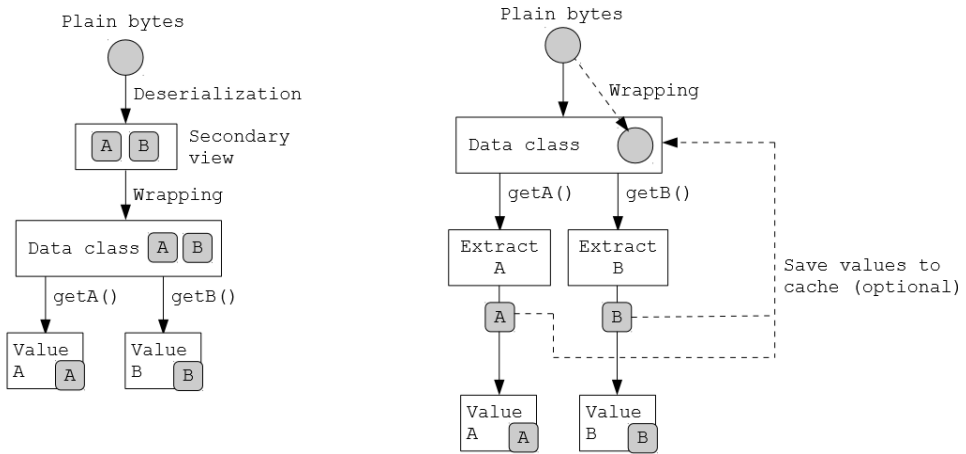 Plain bytes
Deserialization
A B
Secondary
view
Wrapping
Data class A B
getA()
getB()
Value
A A
Value
B B
Plain bytes
Wrapping
Data class
getA()
getB()
Extract
A
Extract
B
Save values to
cache (optional)
A
B
Value
A A
Value
B B